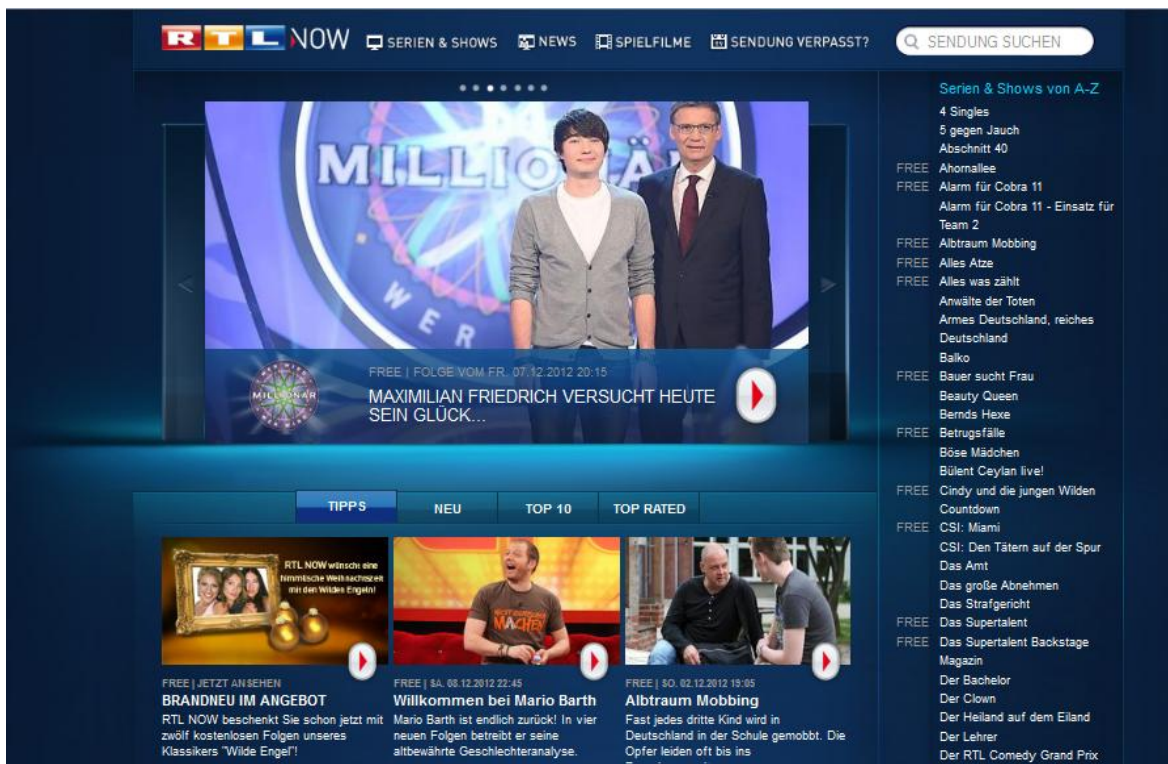 RTL NOW
SERIEN & SHOWS
NEWS
SPIELFILME
SENDUNG VERPASST?
SENDUNG SUCHEN
MILLIONÄ
WER
MILLIONÄR
FREE | FOLGE VOM FR. 07.12.2012 20:15
MAXIMILIAN FRIEDRICH VERSUCHT HEUTE
SEIN GLÜCK...
TIPPS
NEU
TOP 10
TOP RATED
RTL NOW wünscht eine
himmlische Weihnachtszeit
mit den Wilden Engeln!
FREE | JETZT ANSEHEN
BRANDNEU IM ANGEBOT
RTL NOW beschenkt Sie schon jetzt mit
zwölf kostenlosen Folgen unseres
Klassikers "Wilde Engel"!
MACHEN
FREE | SA. 08.12.2012 22:45
Willkommen bei Mario Barth
Mario Barth ist endlich zurück! In vier
neuen Folgen betreibt er seine
altbewährte Geschlechteranalyse.
FREE | SO. 02.12.2012 19:05
Albtraum Mobbing
Fast jedes dritte Kind wird in
Deutschland in der Schule gemobbt. Die
Opfer leiden oft bis ins
Serien & Shows von A-Z
4 Singles
5 gegen Jauch
Abschnitt 40
FREE Ahornallee
FREE Alarm für Cobra 11
Alarm für Cobra 11 - Einsatz für
Team 2
FREE Albtraum Mobbing
FREE Alles Atze
FREE Alles was zählt
Anwälte der Toten
Armes Deutschland, reiches
Deutschland
Balko
FREE Bauer sucht Frau
Beauty Queen
Bernds Hexe
FREE Betrugsfälle
Böse Mädchen
Bülent Ceylan live!
FREE Cindy und die jungen Wilden
Countdown
FREE CSI: Miami
CSI: Den Tätern auf der Spur
Das Amt
Das große Abnehmen
Das Strafgericht
FREE Das Supertalent
FREE Das Supertalent Backstage
Magazin
Der Bachelor
Der Clown
Der Heiland auf dem Eiland
Der Lehrer
Der RTL Comedy Grand Prix